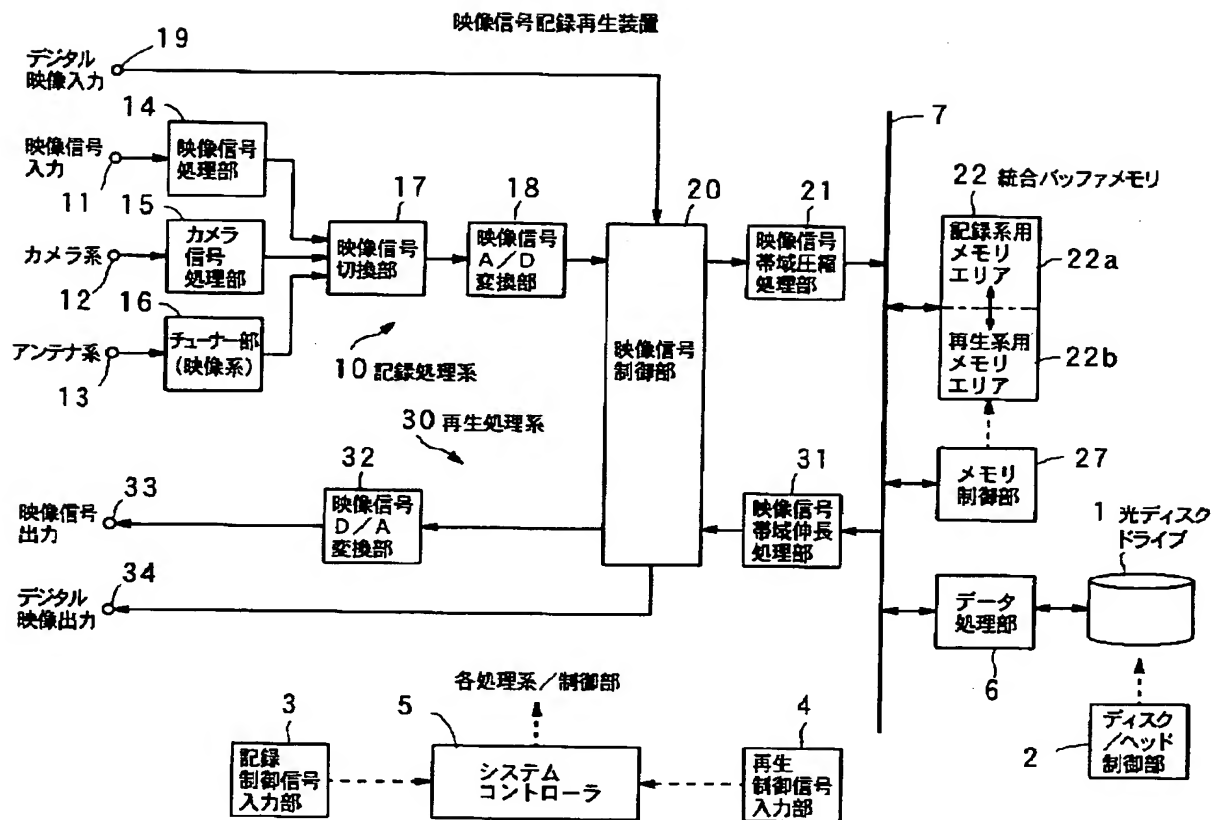 映像信号記録再生装置
19
デジタル
映像入力
14
映像信号
処理部
映像信号
入力
11
15
カメラ
信号
処理部
カメラ系
12
16
チューナー部
(映像系)
アンテナ系
13
17
映像信号
切換部
18
映像信号
A/D
変換部
20
映像信号
制御部
21
映像信号
帯域圧縮
処理部
7
22 統合バッファメモリ
記録系用
メモリ
エリア
22a
再生系用
メモリ
エリア
22b
10 記録処理系
30 再生処理系
メモリ
制御部
27
33
映像信号
出力
32
映像信号
D/A
変換部
31
映像信号
帯域伸長
処理部
1 光ディスク
ドライブ
34
デジタル
映像出力
データ
処理部
6
各処理系/制御部
3
記録
制御信号
入力部
5
システム
コントローラ
4
再生
制御信号
入力部
2
ディスク
/ヘッド
制御部